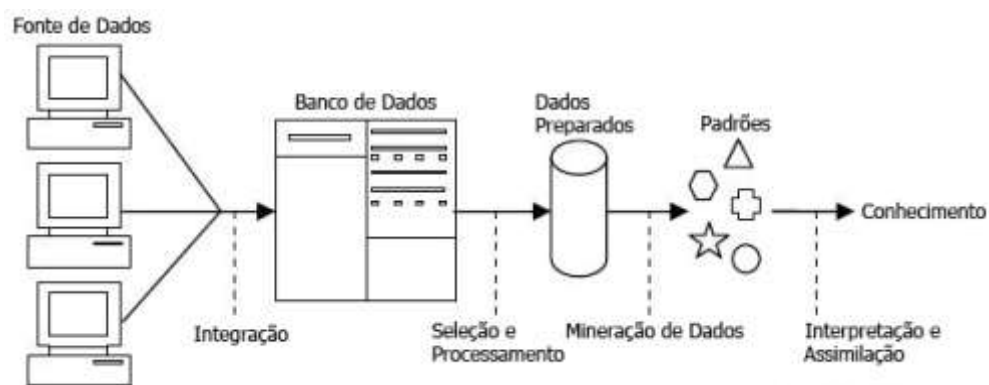 Fonte de Dados
Banco de Dados
Dados
Preparados
Padrões
Conhecimento
Integração
Seleção e
Processamento
Mineração de Dados
Interpretação e
Assimilação